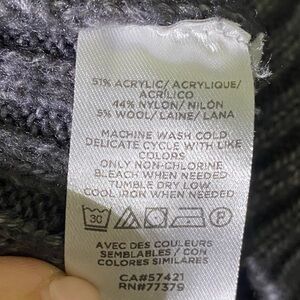 51% ACRYLIC/ ACRYLIQUE/
ACRÍLICO
44% NYLON/ NILÓN
5% WOOL/ LAINE/ LANA
MACHINE WASH COLD
DELICATE CYCLE WITH LIKE
COLORS
ONLY NON-CHLORINE
BLEACH WHEN NEEDED
TUMBLE DRY LOW
COOL IRON WHEN NEEDED
30 P
AVEC DES COULEURS
SEMBLABLES / CON
COLORES SIMILARES
CA#57421
RN#77379